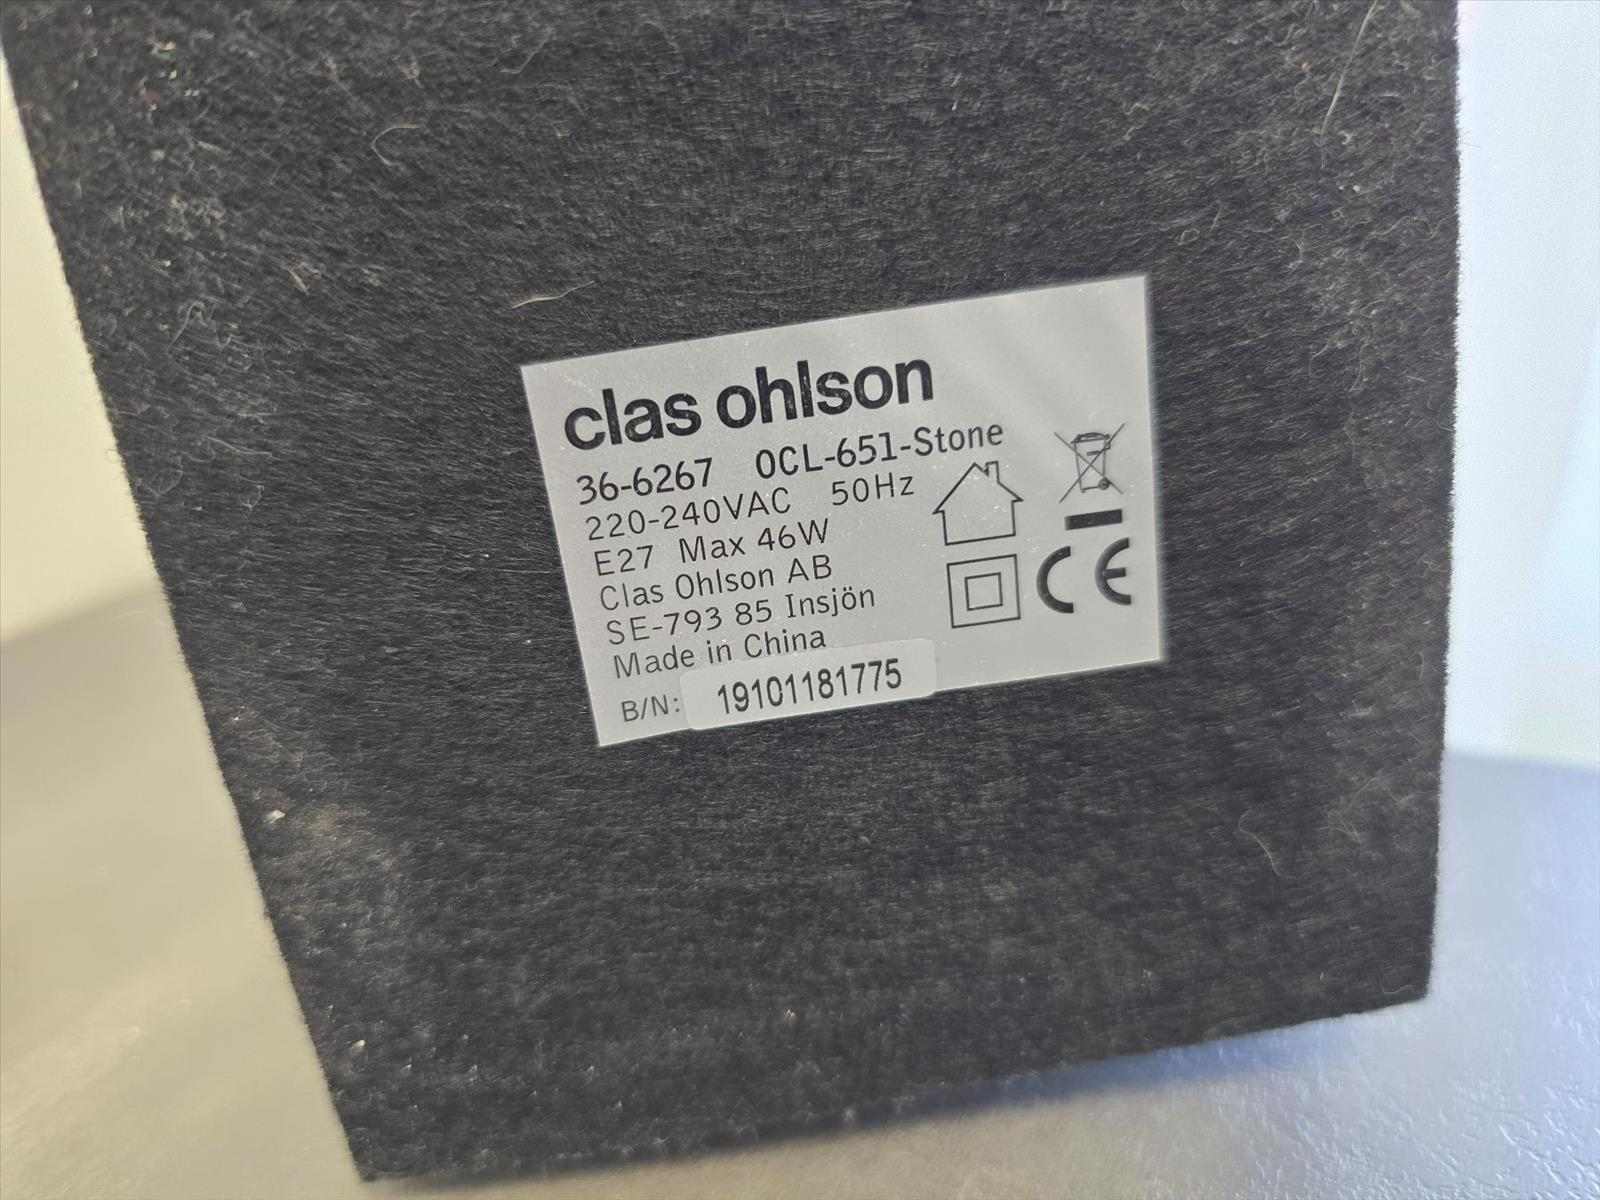 clas ohlson
36-6267 OCL-651-Stone
220-240VAC 50Hz
E27 Max 46W
Clas Ohlson AB
SE-793 85 Insjön
Made in China
B/N: 19101181775
CE